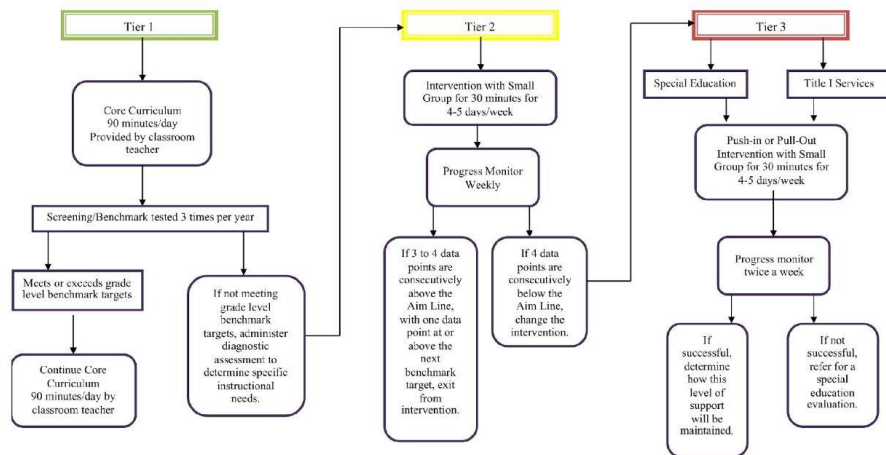 Tier 1
Core Curriculum
90 minutes/day
Provided by classroom
teacher
Screening/Benchmark tested 3 times per year
Meets or exceeds grade
level benchmark targets
Continue Core
Curriculum
90 minutes/day by
classroom teacher
If not meeting
grade level
benchmark
targets, administer
diagnostic
assessment to
determine specific
instructional
needs.
Tier 2
Intervention with Small
Group for 30 minutes for
4-5 days/week
Progress Monitor
Weekly
If 3 to 4 data
points are
consecutively
above the
Aim Line,
with one data
point at or
above the
next
benchmark
target, exit
from
intervention.
If 4 data
points are
consecutively
below the
Aim Line,
change the
intervention.
Tier 3
Special Education
Title I Services
Push-in or Pull-Out
Intervention with Small
Group for 30 minutes for
4-5 days/week
Progress monitor
twice a week
If
successful,
determine
how this
level of
support
will be
maintained.
If not
successful,
refer for a
special
education
evaluation.